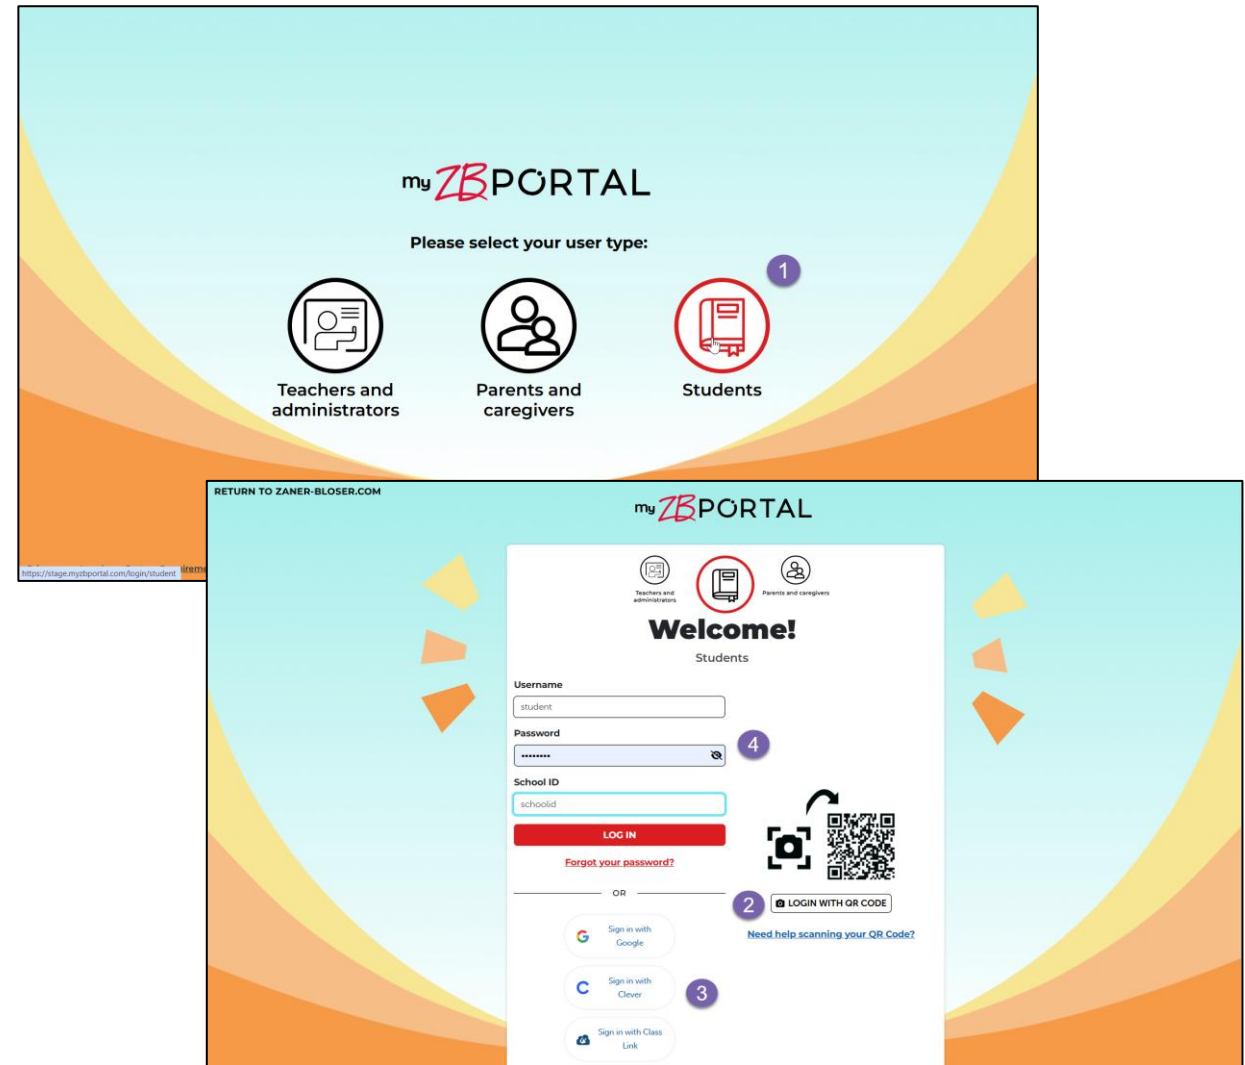 my ZB PORTAL
Please select your user type:
1
Teachers and
administrators
Parents and
caregivers
Students
https://stage.myzbportal.com/login/student
RETURN TO ZANER-BLOSER.COM
my ZB PORTAL
Teachers and
administrators
Parents and caregivers
Welcome!
Students
Username
student
Password
••••••••
4
School ID
schoolid
LOG IN
Forgot your password?
OR
2
LOGIN WITH QR CODE
Need help scanning your QR Code?
Sign in with
Google
Sign in with
Clever
3
Sign in with Class
Link